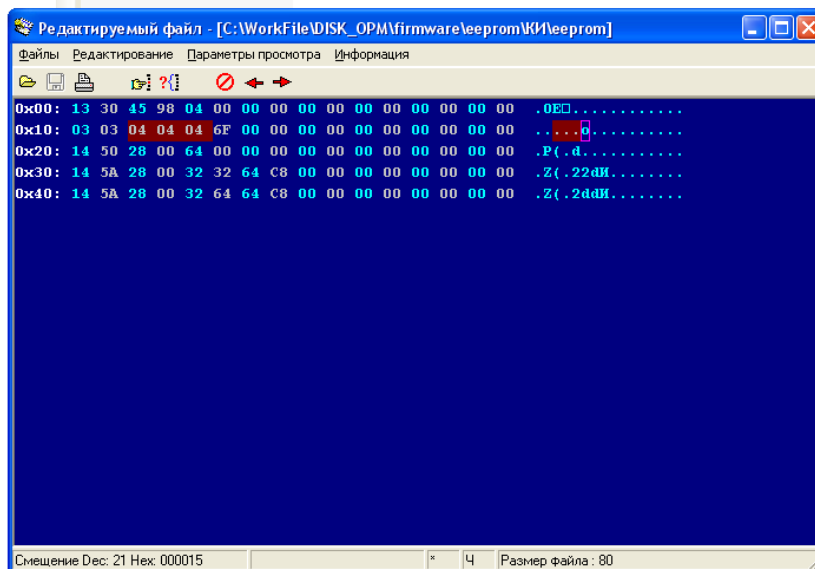 Редактируемый файл - [C:\WorkFile\DISK_OPM\firmware\eeprom\КИ\eeprom]
Файлы Редактирование Параметры просмотра Информация
0x00: 13 30 45 98 04 00 00 00 00 00 00 00 00 00 00 00 .0E□............
0x10: 03 03 04 04 04 6F 00 00 00 00 00 00 00 00 00 00 .....o..........
0x20: 14 50 28 00 64 00 00 00 00 00 00 00 00 00 00 00 .P(.d...........
0x30: 14 5A 28 00 32 32 64 C8 00 00 00 00 00 00 00 00 .Z(.22dИ........
0x40: 14 5A 28 00 32 64 64 C8 00 00 00 00 00 00 00 00 .Z(.2ddИ........
Смещение Dec: 21 Hex: 000015 * Ч Размер файла : 80